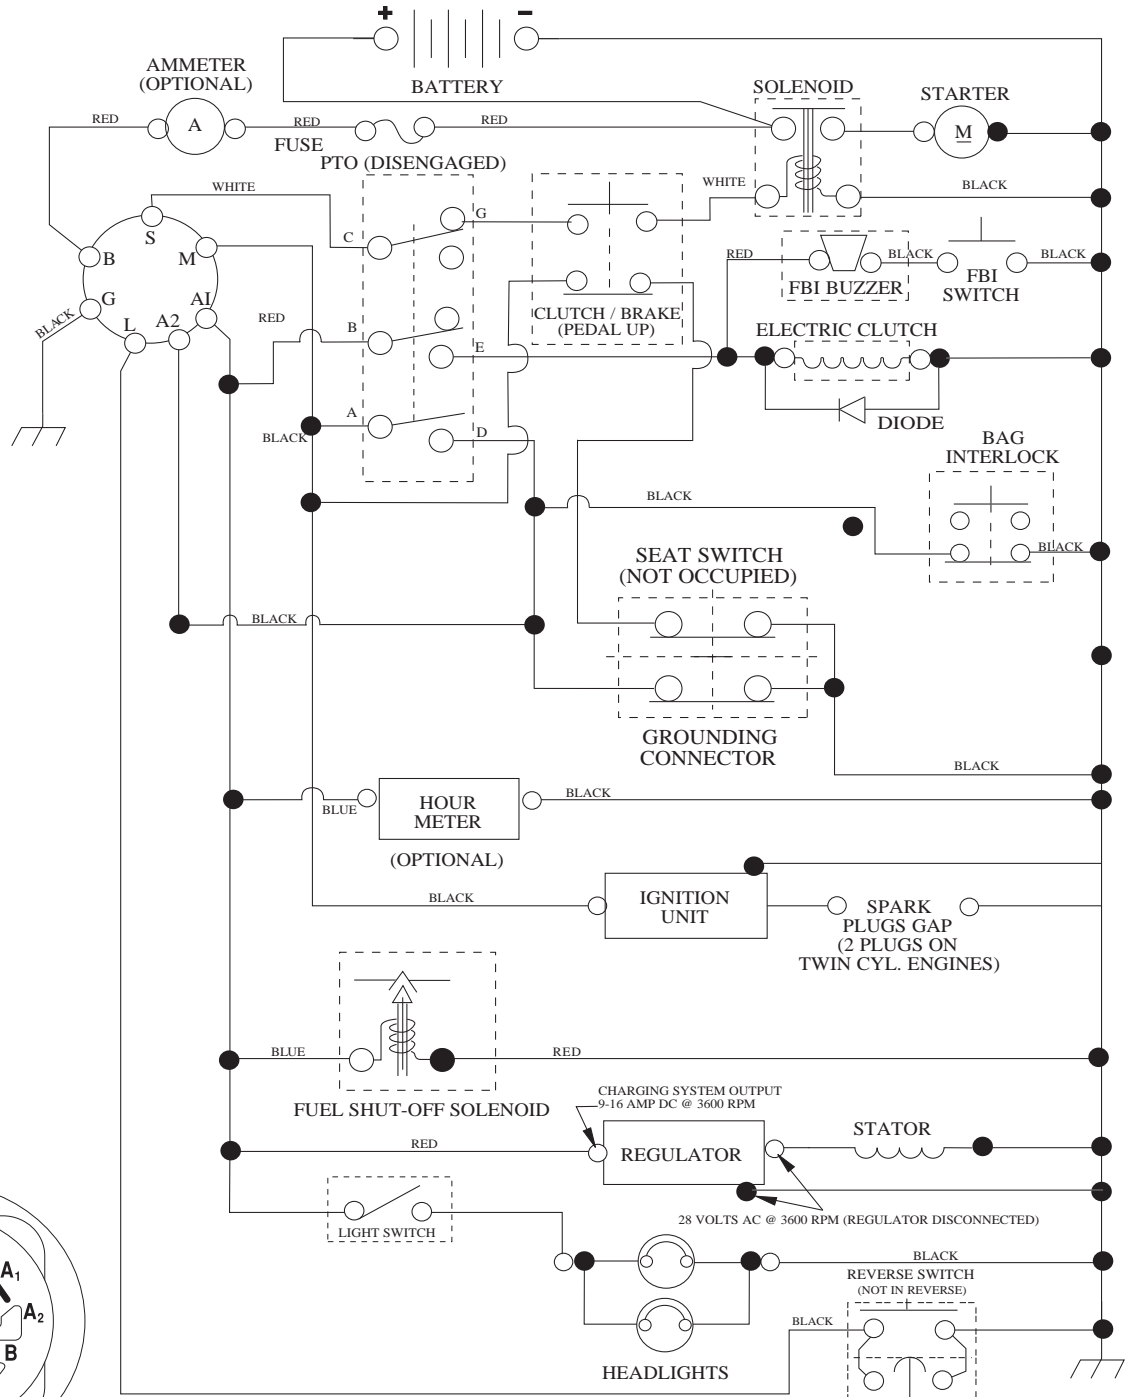 + −
BATTERY
AMMETER
(OPTIONAL)
A
RED
RED
FUSE
RED
PTO (DISENGAGED)
SOLENOID
STARTER
M
WHITE
WHITE
BLACK
S
B
M
G
L
A2
A1
BLACK
RED
C
G
B
E
A
D
BLACK
CLUTCH / BRAKE
(PEDAL UP)
RED
BLACK
BLACK
FBI BUZZER
FBI
SWITCH
ELECTRIC CLUTCH
DIODE
BAG
INTERLOCK
BLACK
BLACK
SEAT SWITCH
(NOT OCCUPIED)
BLACK
GROUNDING
CONNECTOR
BLACK
BLUE
HOUR
METER
BLACK
(OPTIONAL)
BLACK
IGNITION
UNIT
SPARK
PLUGS GAP
(2 PLUGS ON
TWIN CYL. ENGINES)
BLUE
RED
FUEL SHUT-OFF SOLENOID
CHARGING SYSTEM OUTPUT
9-16 AMP DC @ 3600 RPM
RED
REGULATOR
STATOR
28 VOLTS AC @ 3600 RPM (REGULATOR DISCONNECTED)
LIGHT SWITCH
BLACK
REVERSE SWITCH
(NOT IN REVERSE)
BLACK
HEADLIGHTS
A1
A2
B